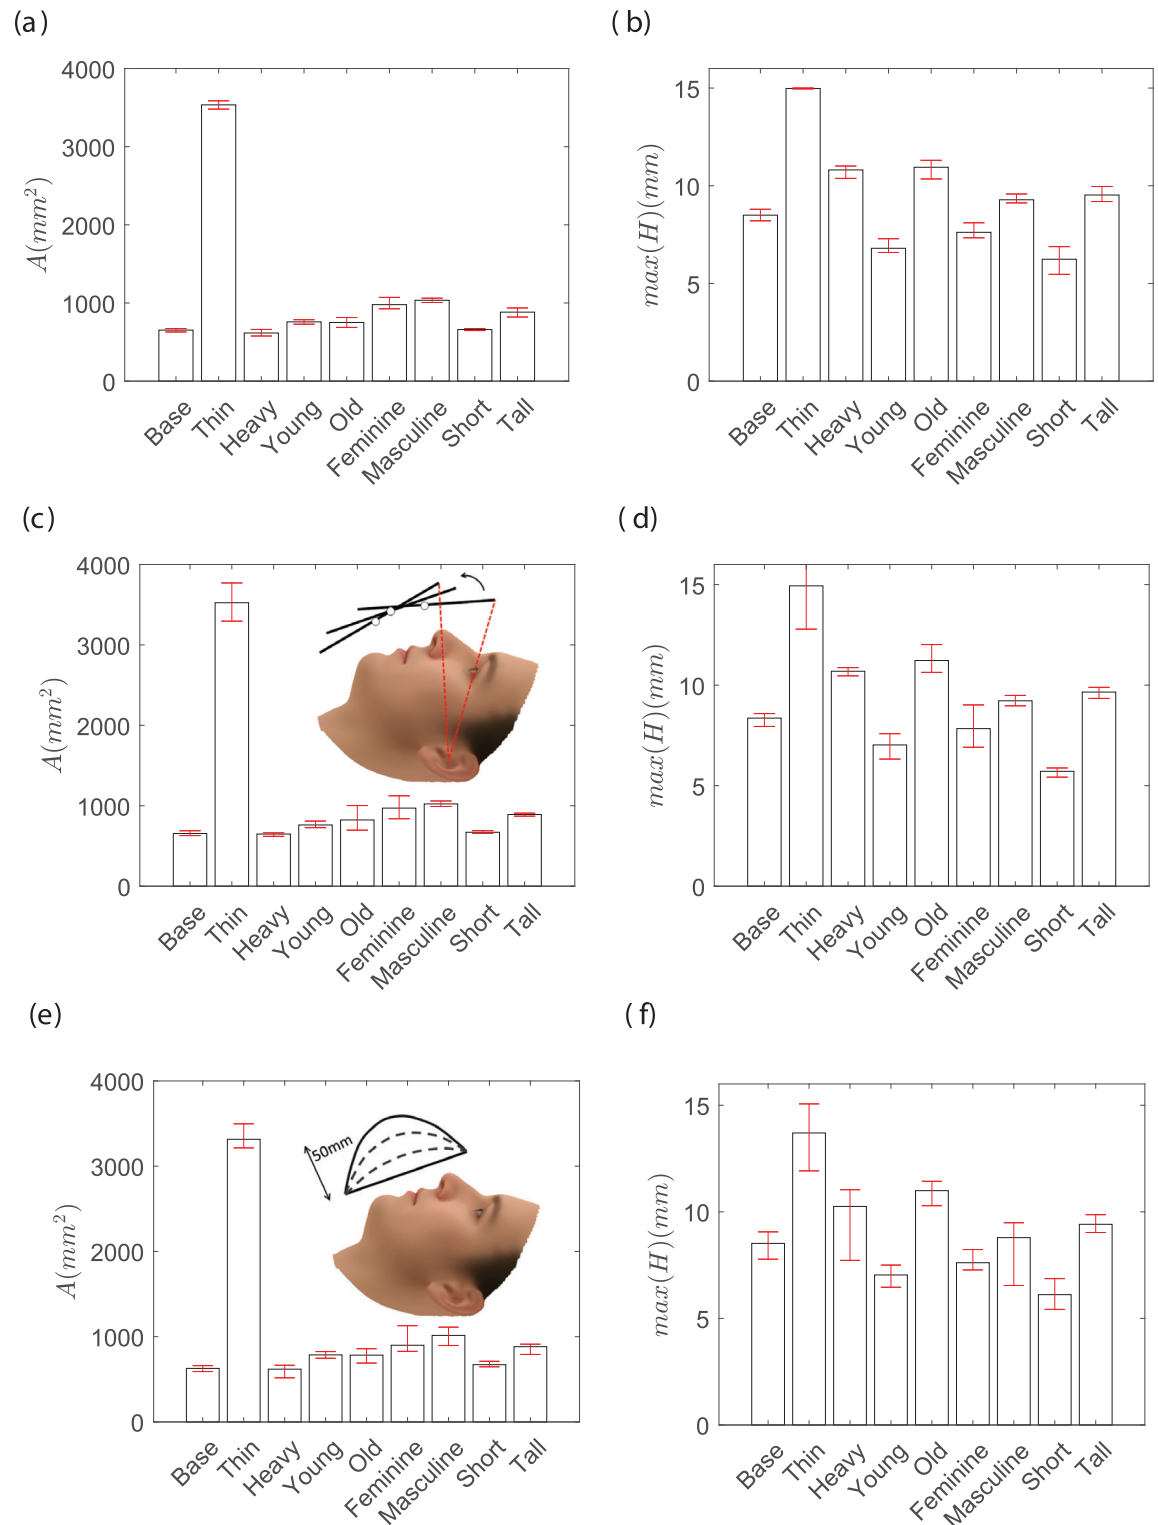 (a)
4000
3000
2000
1000
0
A(mm²)
Base
Thin
Heavy
Young
Old
Feminine
Masculine
Short
Tall
( b)
15
10
5
0
max(H)(mm)
Base
Thin
Heavy
Young
Old
Feminine
Masculine
Short
Tall
(c)
4000
3000
2000
1000
0
A(mm²)
Base
Thin
Heavy
Young
Old
Feminine
Masculine
Short
Tall
( d)
15
10
5
0
max(H)(mm)
Base
Thin
Heavy
Young
Old
Feminine
Masculine
Short
Tall
(e)
4000
3000
2000
1000
0
A(mm²)
50mm
Base
Thin
Heavy
Young
Old
Feminine
Masculine
Short
Tall
( f)
15
10
5
0
max(H)(mm)
Base
Thin
Heavy
Young
Old
Feminine
Masculine
Short
Tall